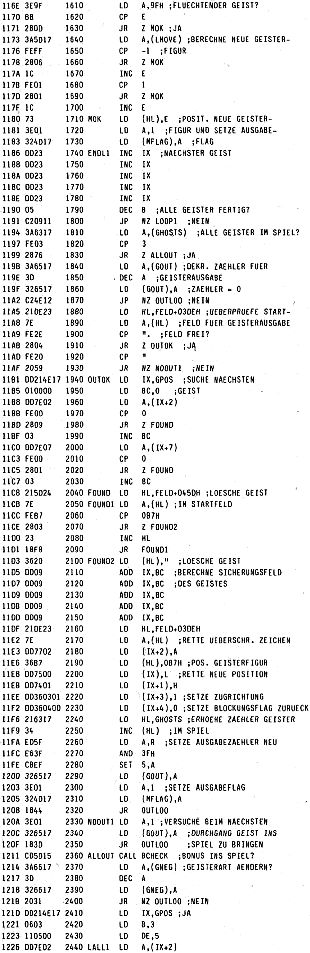 116E 3E9F 1610 LD A,9FH ;FLUECHTENDER GEIST?
1170 BB 1620 CP E
1171 280D 1630 JR Z MOK ;JA
1173 3A5D17 1640 LD A,(LMOVE) ;BERECHNE NEUE GEISTER-
1176 FEFF 1650 CP -1 ;FIGUR
1178 2806 1660 JR Z MOK
117A 1C 1670 INC E
117B FE01 1680 CP 1
117D 2801 1690 JR Z MOK
117F 1C 1700 INC E
1180 73 1710 MOK LD (HL),E ;POSIT. NEUE GEISTER-
1181 3E01 1720 LD A,1 ;FIGUR UND SETZE AUSGABE-
1183 324D17 1730 LD (MFLAG),A ;FLAG
1186 DD23 1740 ENDL1 INC IX ;NAECHSTER GEIST
1188 DD23 1750 INC IX
118A DD23 1760 INC IX
118C DD23 1770 INC IX
118E DD23 1780 INC IX
1190 05 1790 DEC B ;ALLE GEISTER FERTIG?
1191 C20911 1800 JP NZ LOOP1 ;NEIN
1194 3A6317 1810 LD A,(GHOSTS) ;ALLE GEISTER IM SPIEL?
1197 FE03 1820 CP 3
1199 2876 1830 JR Z ALLOUT ;JA
119B 3A6517 1840 LD A,(GOUT) ;DEKR. ZAEHLER FUER
119E 3D 1850 DEC A ;GEISTERAUSGABE
119F 326517 1860 LD (GOUT),A ;ZAEHLER = 0
11A2 C24E12 1870 JP NZ OUTLOO ;NEIN
11A5 210E23 1880 LD HL,FELD+03DEH ;UEBERPRUEFE START-
11A8 7E 1890 LD A,(HL) ;FELD FUER GEISTERAUSGABE
11A9 FE2E 1900 CP ". ;FELD FREI?
11AB 2804 1910 JR Z OUTOK ;JA
11AD FE20 1920 CP "
11AF 2059 1930 JR NZ NOOUT1 ;NEIN
11B1 DD214E17 1940 OUTOK LD IX,GPOS ;SUCHE NAECHSTEN
11B5 010000 1950 LD BC,0 ;GEIST
11B8 DD7E02 1960 LD A,(IX+2)
11BB FE00 1970 CP 0
11BD 2809 1980 JR Z FOUND
11BF 03 1990 INC BC
11C0 DD7E07 2000 LD A,(IX+7)
11C3 FE00 2010 CP 0
11C5 2801 2020 JR Z FOUND
11C7 03 2030 INC BC
11C8 215D24 2040 FOUND LD HL,FELD+045DH ;LOESCHE GEIST
11CB 7E 2050 FOUND1 LD A,(HL) ;IM STARTFELD
11CC FEB7 2060 CP 0B7H
11CE 2803 2070 JR Z FOUND2
11D0 23 2080 INC HL
11D1 18F8 2090 JR FOUND1
11D3 3620 2100 FOUND2 LD (HL)," ;LOESCHE GEIST
11D5 DD09 2110 ADD IX,BC ;BERECHNE SICHERUNGSFELD
11D7 DD09 2120 ADD IX,BC ;DES GEISTES
11D9 DD09 2130 ADD IX,BC
11DB DD09 2140 ADD IX,BC
11DD DD09 2150 ADD IX,BC
11DF 210E23 2160 LD HL,FELD+03DEH
11E2 7E 2170 LD A,(HL) ;RETTE UEBERSCHR. ZEICHEN
11E3 DD7702 2180 LD (IX+2),A
11E6 36B7 2190 LD (HL),0B7H ;POS. GEISTERFIGUR
11E8 DD7500 2200 LD (IX),L ;RETTE NEUE POSITION
11EB DD7401 2210 LD (IX+1),H
11EE DD360301 2220 LD (IX+3),1 ;SETZE ZUGRICHTUNG
11F2 DD360400 2230 LD (IX+4),0 ;SETZE BLOCKUNGSFLAG ZURUECK
11F6 216317 2240 LD HL,GHOSTS ;ERHOEHE ZAEHLER GEISTER
11F9 34 2250 INC (HL) ;IM SPIEL
11FA ED5F 2260 LD A,R ;SETZE AUSGABEZAEHLER NEU
11FC E63F 2270 AND 3FH
11FE CBEF 2280 SET 5,A
1200 326517 2290 LD (GOUT),A
1203 3E01 2300 LD A,1 ;SETZE AUSGABEFLAG
1205 324D17 2310 LD (MFLAG),A
1208 1844 2320 JR OUTLOO
120A 3E01 2330 NOOUT1 LD A,1 ;VERSUCHE BEIM NAECHSTEN
120C 326517 2340 LD (GOUT),A ;DURCHGANG GEIST INS
120F 183D 2350 JR OUTLOO ;SPIEL ZU BRINGEN
1211 CD5015 2360 ALLOUT CALL BCHECK ;BONUS INS SPIEL?
1214 3A6617 2370 LD A,(GNEG) ;GEISTERART AENDERN?
1217 3D 2380 DEC A
1218 326617 2390 LD (GNEG),A
121B 2031 2400 JR NZ OUTLOO ;NEIN
121D DD214E17 2410 LD IX,GPOS ;JA
1221 0603 2420 LD B,3
1223 110500 2430 LD DE,5
1226 DD7E02 2440 LALL1 LD A,(IX+2)